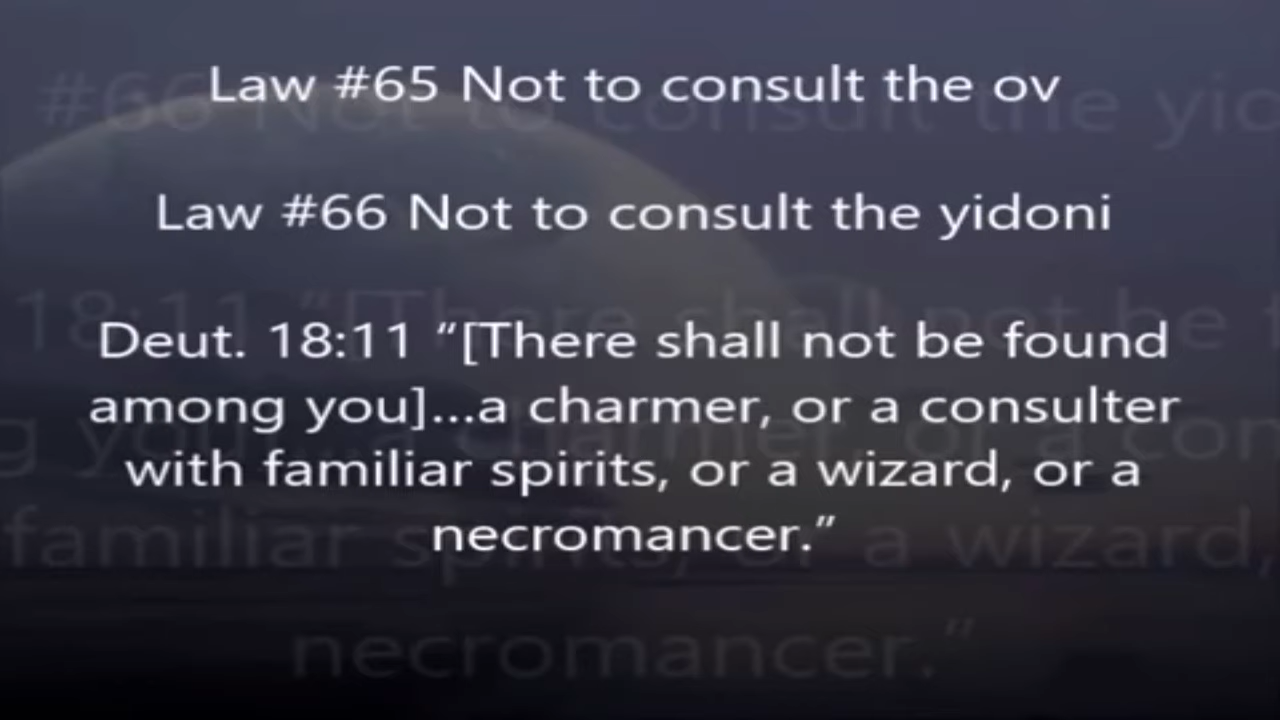 Law #65 Not to consult the ov
Law #66 Not to consult the yidoni
Deut. 18:11 “[There shall not be found
among you]...a charmer, or a consulter
with familiar spirits, or a wizard, or a
necromancer.”